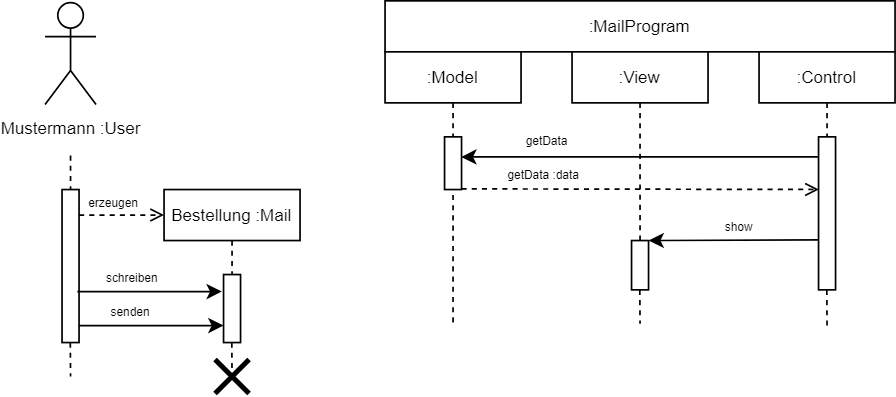 Mustermann :User
erzeugen
Bestellung :Mail
schreiben
senden
:MailProgram
:Model
:View
:Control
getData
getData :data
show